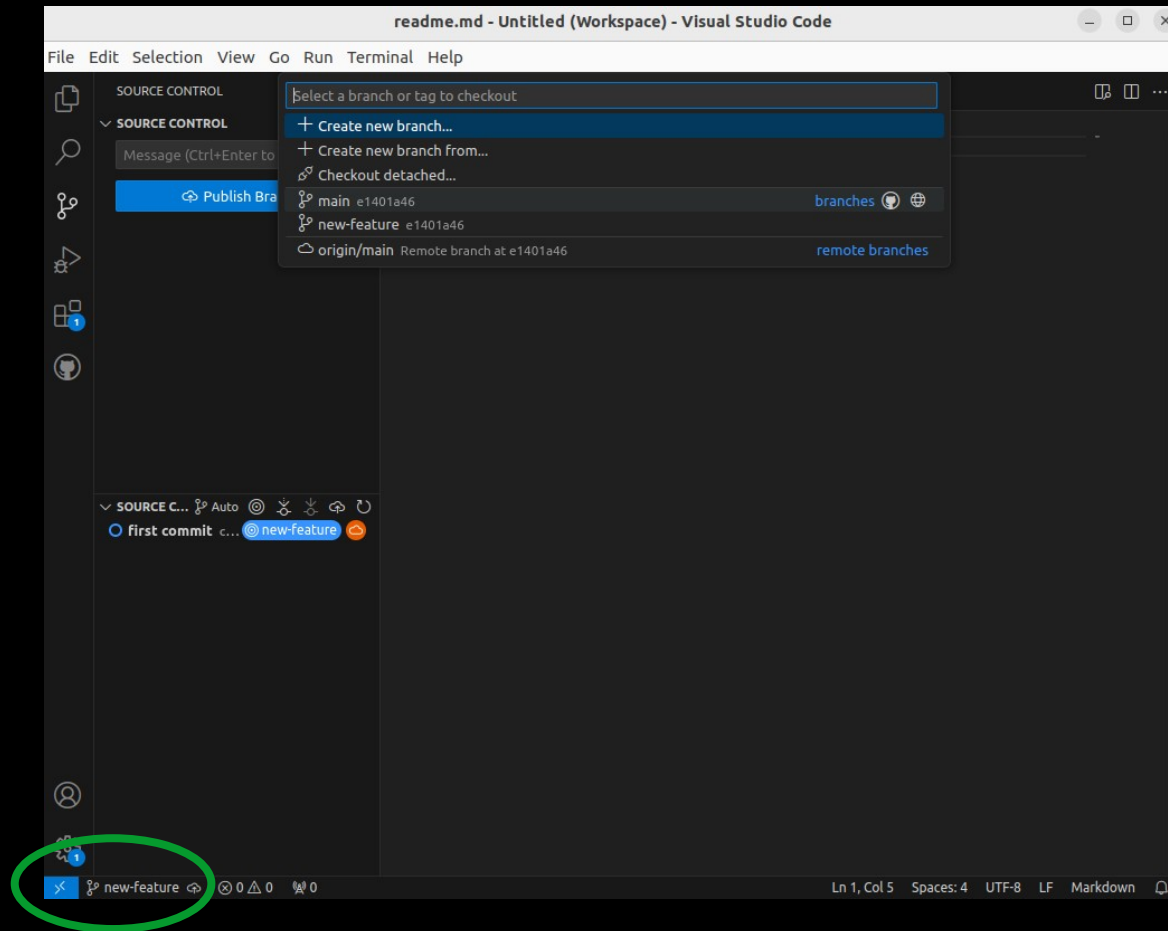 readme.md - Untitled (Workspace) - Visual Studio Code
File Edit Selection View Go Run Terminal Help
SOURCE CONTROL
Select a branch or tag to checkout
SOURCE CONTROL
Create new branch...
Message (Ctrl+Enter to
Create new branch from...
Checkout detached...
Publish Bra
main e1401a46 branches
new-feature e1401a46
origin/main Remote branch at e1401a46 remote branches
1
SOURCE C... Auto
first commit c... new-feature
1
new-feature 0 0 0 Ln 1, Col 5 Spaces: 4 UTF-8 LF Markdown